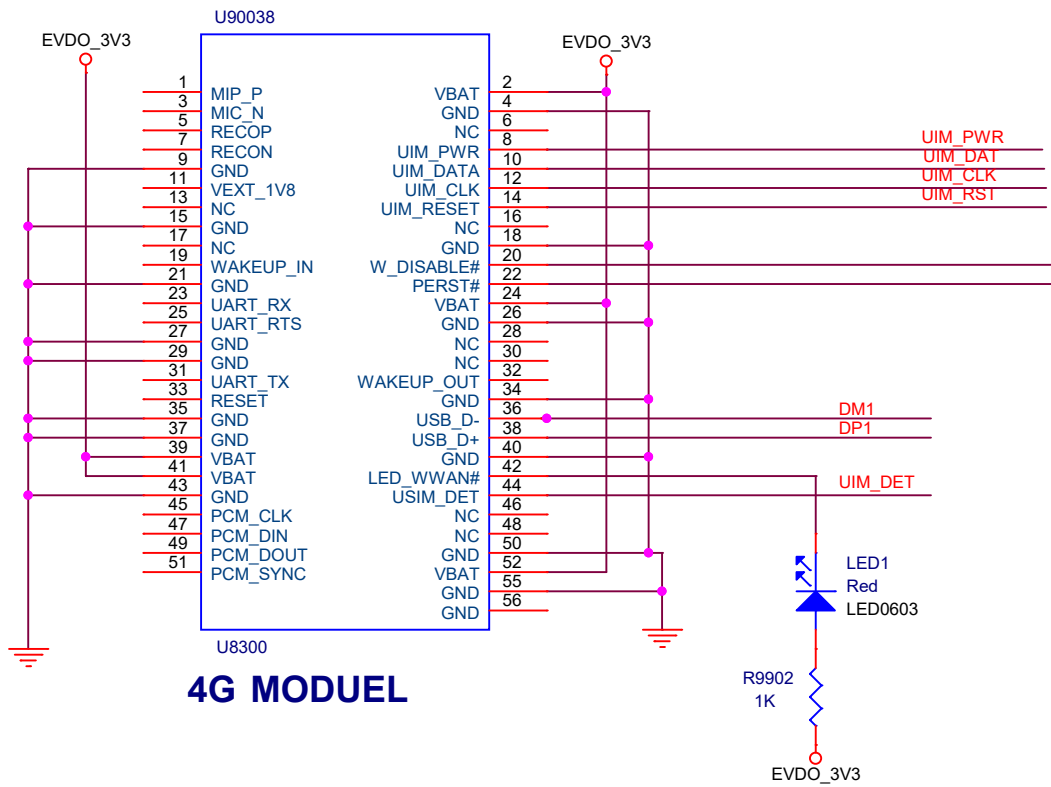 U90038
EVDO_3V3
EVDO_3V3
1 MIP_P
3 MIC_N
5 RECOP
7 RECON
9 GND
11 VEXT_1V8
13 NC
15 GND
17 NC
19 WAKEUP_IN
21 GND
23 UART_RX
25 UART_RTS
27 GND
29 GND
31 UART_TX
33 RESET
35 GND
37 GND
39 VBAT
41 VBAT
43 GND
45 PCM_CLK
47 PCM_DIN
49 PCM_DOUT
51 PCM_SYNC
VBAT 2
GND 4
NC 6
UIM_PWR 8
UIM_DATA 10
UIM_CLK 12
UIM_RESET 14
NC 16
GND 18
W_DISABLE# 20
PERST# 22
VBAT 24
GND 26
NC 28
NC 30
WAKEUP_OUT 32
GND 34
USB_D- 36
USB_D+ 38
GND 40
LED_WWAN# 42
USIM_DET 44
NC 46
NC 48
GND 50
VBAT 52
GND 55
GND 56
UIM_PWR
UIM_DAT
UIM_CLK
UIM_RST
DM1
DP1
UIM_DET
LED1
Red
LED0603
R9902
1K
EVDO_3V3
U8300
4G MODUEL